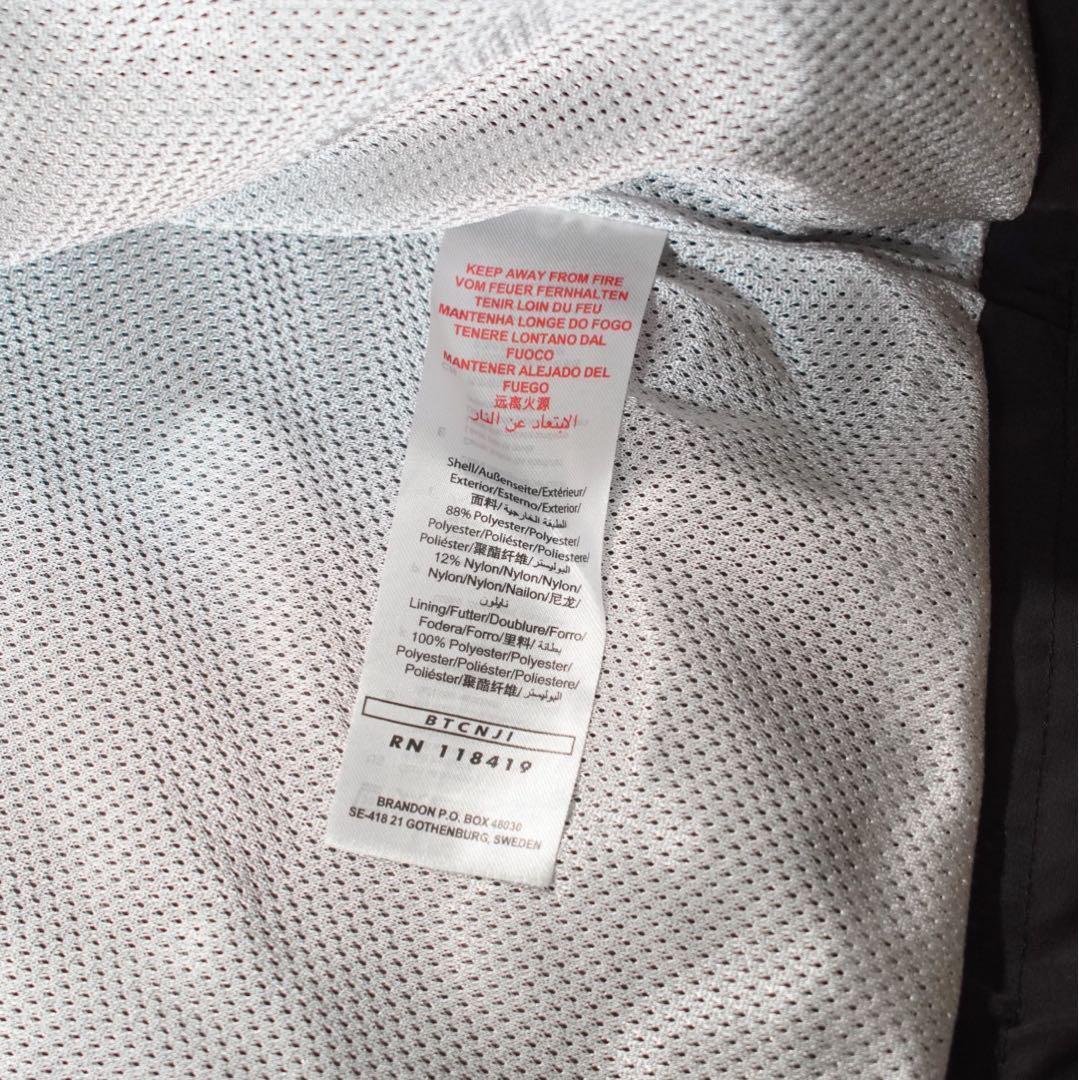 KEEP AWAY FROM FIRE
VOM FEUER FERNHALTEN
TENIR LOIN DU FEU
MANTENHA LONGE DO FOGO
TENERE LONTANO DAL
FUOCO
MANTENER ALEJADO DEL
FUEGO
远离火源
الابتعاد عن النار
Shell/Außenseite/Extérieur/
Exterior/Esterno/Exterior/
面料/الطبقة الخارجية
88% Polyester/Polyester/
Polyester/Poliéster/Poliestere/
Poliéster/聚酯纤维/البوليستر
12% Nylon/Nylon/Nylon/
Nylon/Nylon/Nailon/尼龙/
نايلون
Lining/Futter/Doublure/Forro/
Fodera/Forro/里料/بطانة
100% Polyester/Polyester/
Polyester/Poliéster/Poliestere/
Poliéster/聚酯纤维/البوليستر
BTCNJI
RN 118419
BRANDON P.O. BOX 48030
SE-418 21 GOTHENBURG, SWEDEN